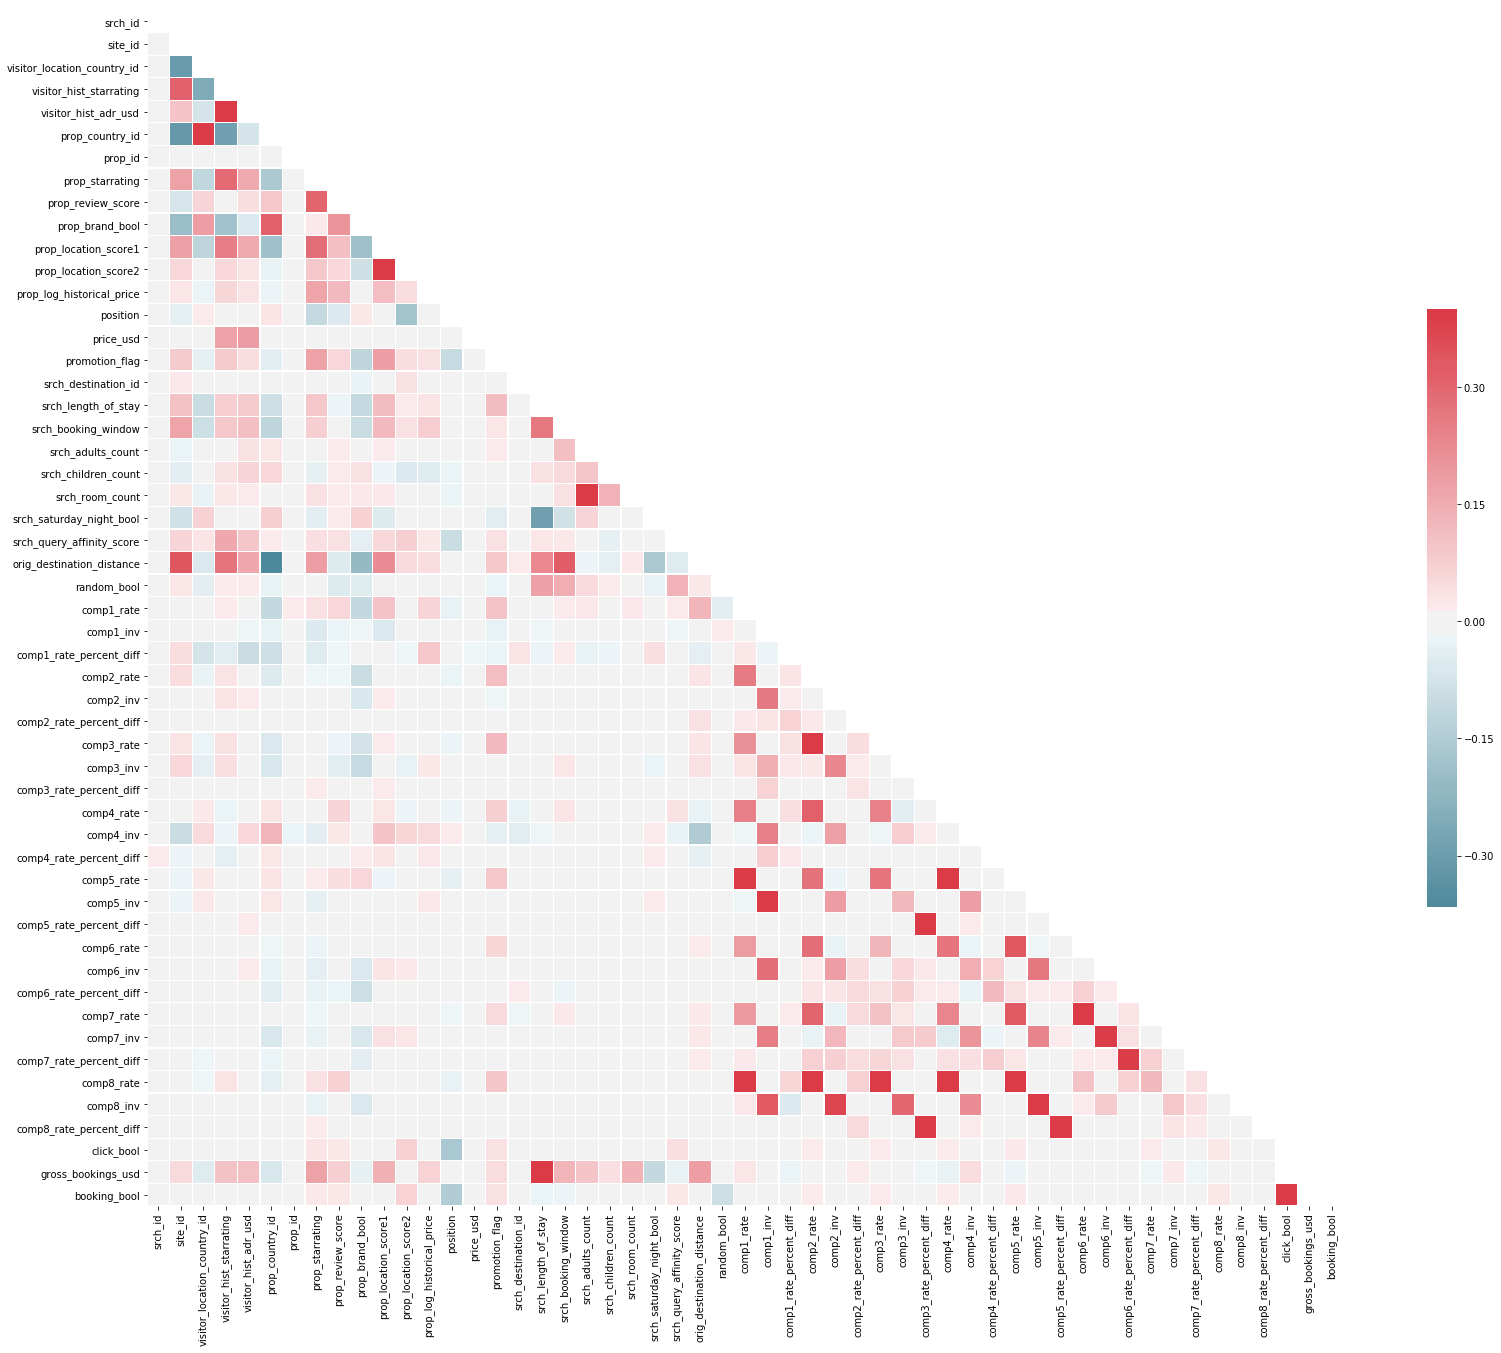 srch_id
site_id
visitor_location_country_id
visitor_hist_starrating
visitor_hist_adr_usd
prop_country_id
prop_id
prop_starrating
prop_review_score
prop_brand_bool
prop_location_score1
prop_location_score2
prop_log_historical_price
position
price_usd
promotion_flag
srch_destination_id
srch_length_of_stay
srch_booking_window
srch_adults_count
srch_children_count
srch_room_count
srch_saturday_night_bool
srch_query_affinity_score
orig_destination_distance
random_bool
comp1_rate
comp1_inv
comp1_rate_percent_diff
comp2_rate
comp2_inv
comp2_rate_percent_diff
comp3_rate
comp3_inv
comp3_rate_percent_diff
comp4_rate
comp4_inv
comp4_rate_percent_diff
comp5_rate
comp5_inv
comp5_rate_percent_diff
comp6_rate
comp6_inv
comp6_rate_percent_diff
comp7_rate
comp7_inv
comp7_rate_percent_diff
comp8_rate
comp8_inv
comp8_rate_percent_diff
click_bool
gross_bookings_usd
booking_bool
srch_id
site_id
visitor_location_country_id
visitor_hist_starrating
visitor_hist_adr_usd
prop_country_id
prop_id
prop_starrating
prop_review_score
prop_brand_bool
prop_location_score1
prop_location_score2
prop_log_historical_price
position
price_usd
promotion_flag
srch_destination_id
srch_length_of_stay
srch_booking_window
srch_adults_count
srch_children_count
srch_room_count
srch_saturday_night_bool
srch_query_affinity_score
orig_destination_distance
random_bool
comp1_rate
comp1_inv
comp1_rate_percent_diff
comp2_rate
comp2_inv
comp2_rate_percent_diff
comp3_rate
comp3_inv
comp3_rate_percent_diff
comp4_rate
comp4_inv
comp4_rate_percent_diff
comp5_rate
comp5_inv
comp5_rate_percent_diff
comp6_rate
comp6_inv
comp6_rate_percent_diff
comp7_rate
comp7_inv
comp7_rate_percent_diff
comp8_rate
comp8_inv
comp8_rate_percent_diff
click_bool
gross_bookings_usd
booking_bool
0.30
0.15
0.00
−0.15
−0.30